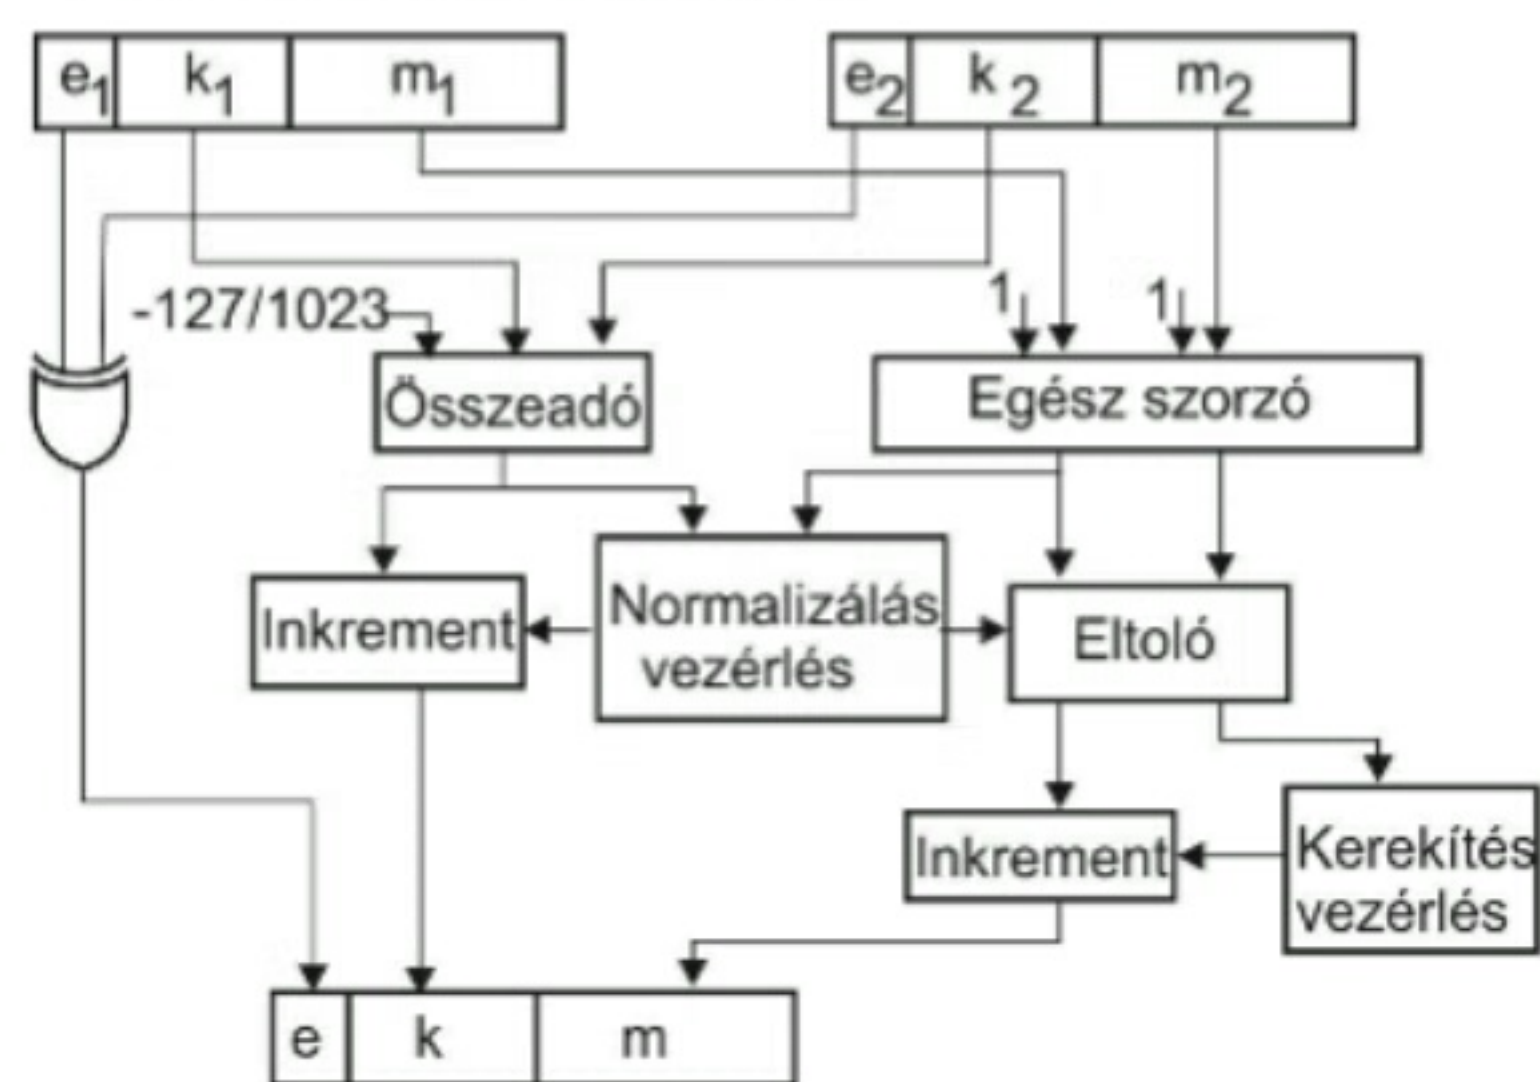 e₁ k₁ m₁
e₂ k₂ m₂
-127/1023
1
1
Összeadó
Egész szorzó
Inkrement
Normalizálás
vezérlés
Eltoló
Inkrement
Kerekítés
vezérlés
e k m